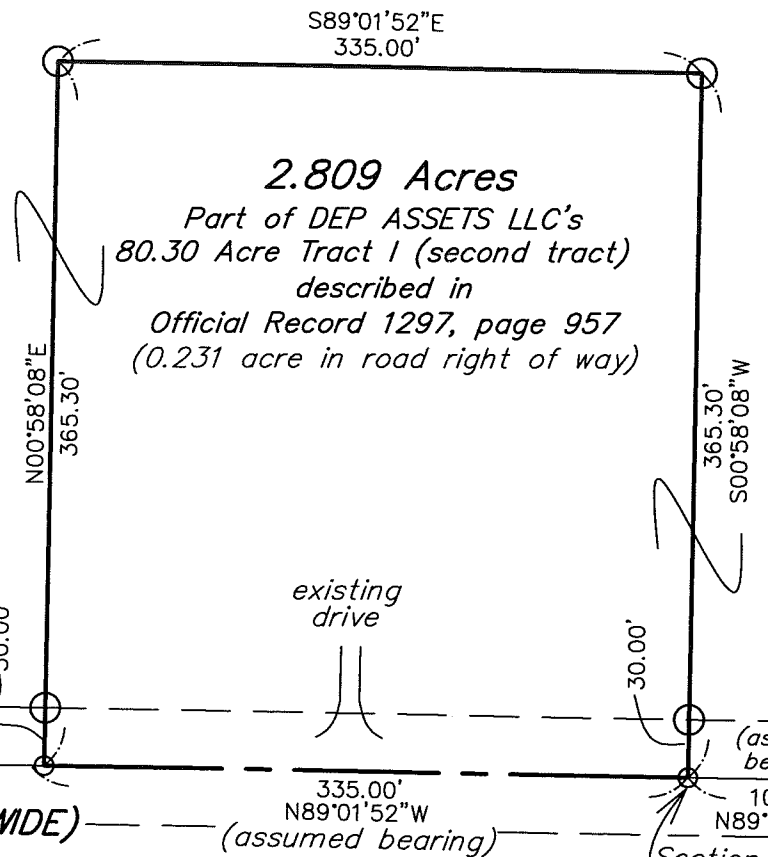 S89°01'52"E
335.00'
2.809 Acres
Part of DEP ASSETS LLC's
80.30 Acre Tract I (second tract)
described in
Official Record 1297, page 957
(0.231 acre in road right of way)
N00°58'08"E
365.30'
365.30'
S00°58'08"W
existing
drive
30.00'
335.00'
N89°01'52"W
(assumed bearing)
N89°
Section